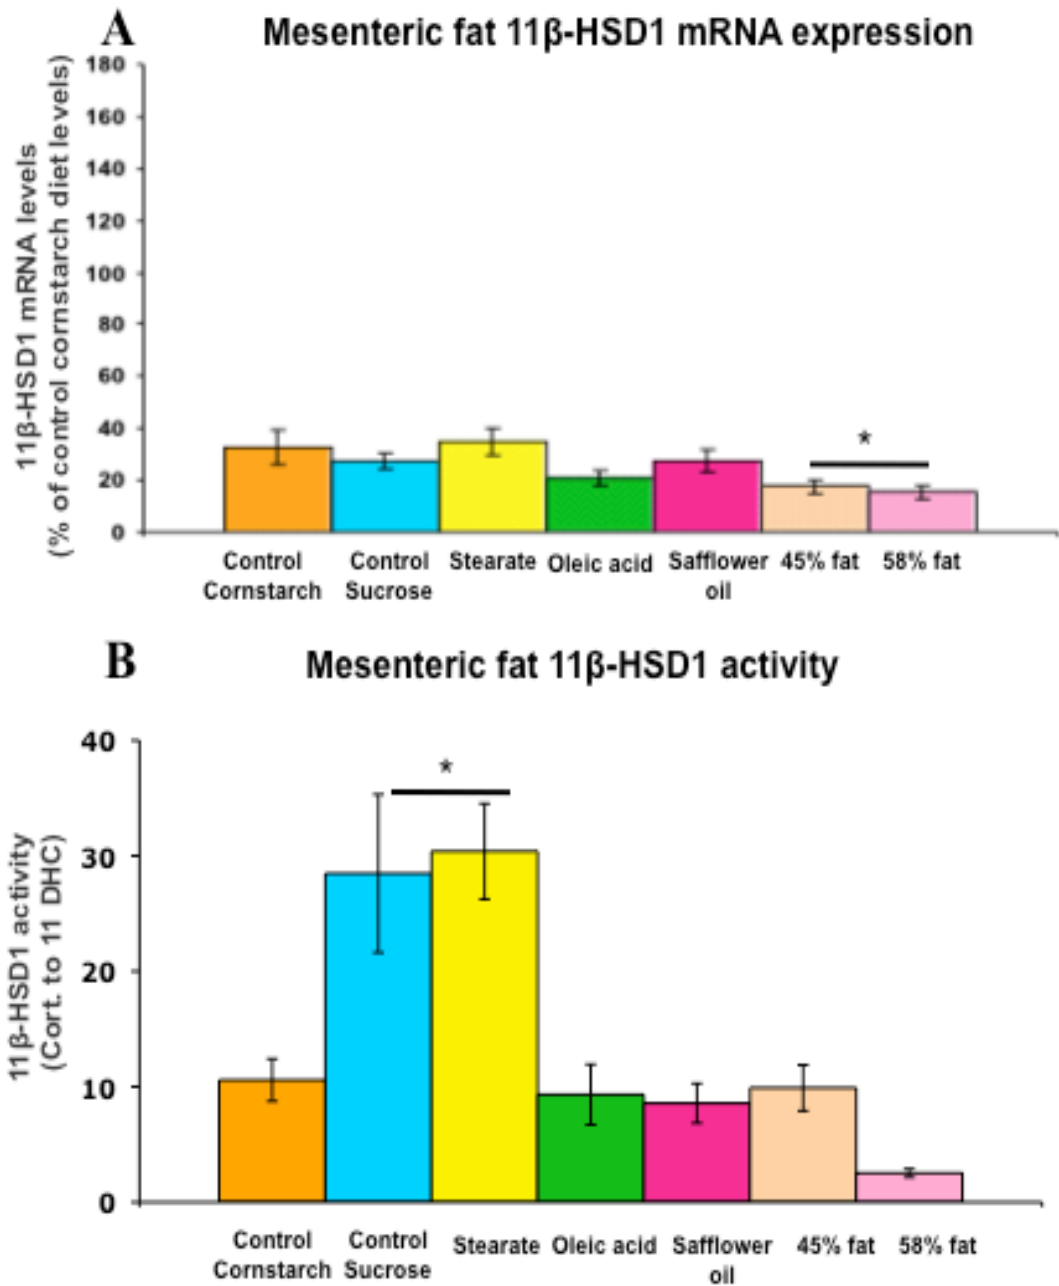 A
Mesenteric fat 11β-HSD1 mRNA expression
11β-HSD1 mRNA levels
(% of control cornstarch diet levels)
180
160
140
120
100
80
60
40
20
0
*
Control
Cornstarch
Control
Sucrose
Stearate
Oleic acid
Safflower
oil
45% fat
58% fat
B
Mesenteric fat 11β-HSD1 activity
11β-HSD1 activity
(Cort. to 11 DHC)
40
30
20
10
0
*
Control
Cornstarch
Control
Sucrose
Stearate
Oleic acid
Safflower
oil
45% fat
58% fat